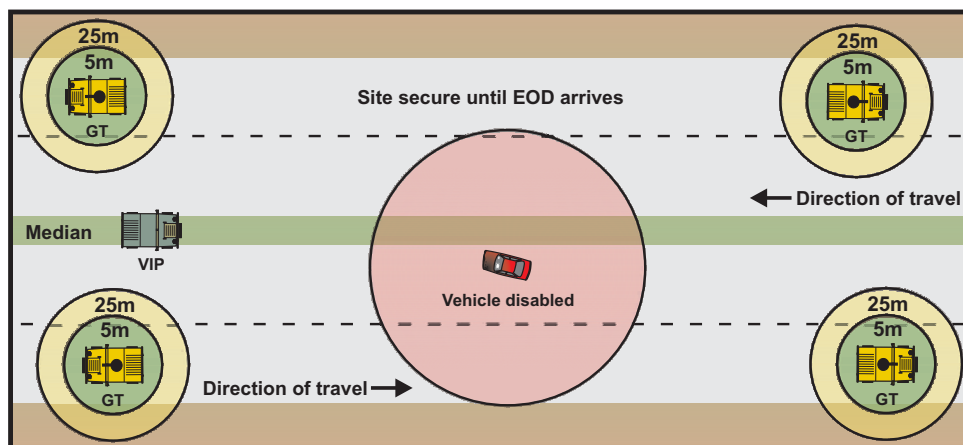 25m
5m
GT
25m
5m
GT
Site secure until EOD arrives
Direction of travel
Median
VIP
Vehicle disabled
25m
5m
GT
25m
5m
GT
Direction of travel